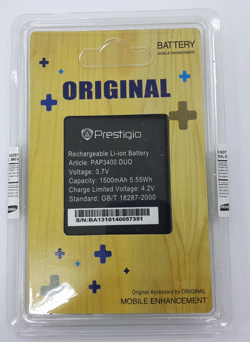 BATTERY
MOBILE ENHANCEMENT
ORIGINAL
Prestigio
Rechargeable Li-ion Battery
Article: PAP3400 DUO
Voltage: 3.7V
Capacity: 1500mAh 5.55Wh
Charge Limited Voltage: 4.2V
Standard: GB/T 18287-2000
S/N:BA1310140057351
Original Accessory by ORIGINAL
MOBILE ENHANCEMENT